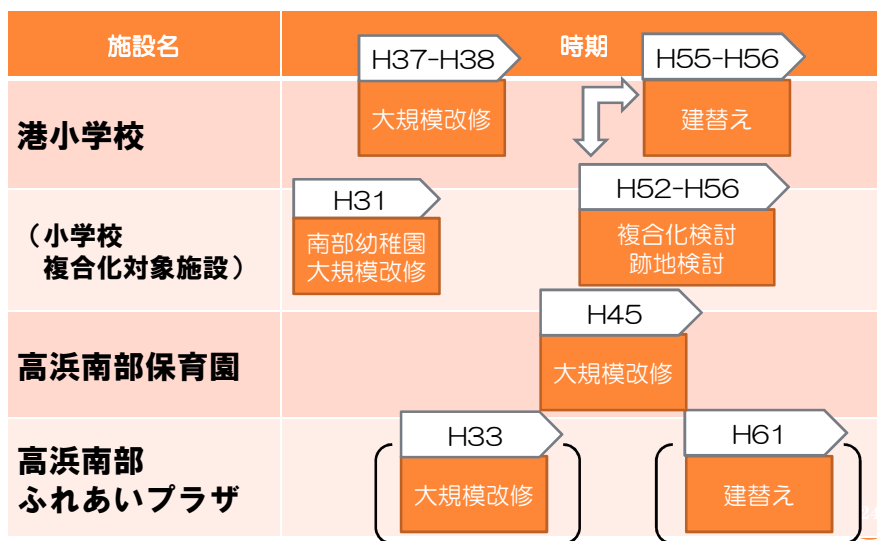 施設名
時期
港小学校
H37-H38
大規模改修
H55-H56
建替え
（小学校
複合化対象施設）
H31
南部幼稚園
大規模改修
H52-H56
複合化検討
跡地検討
高浜南部保育園
H45
大規模改修
高浜南部
ふれあいプラザ
H33
大規模改修
H61
建替え